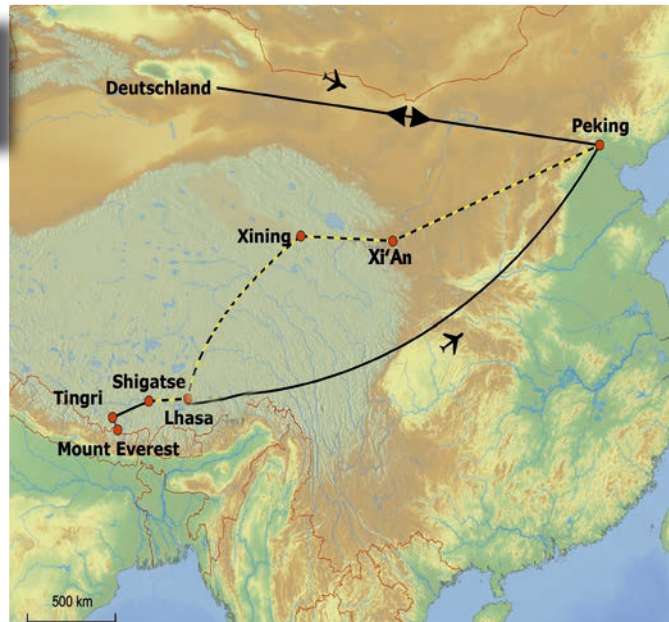 Deutschland
Peking
Xining
Xi‘An
Shigatse
Tingri
Lhasa
Mount Everest
500 km